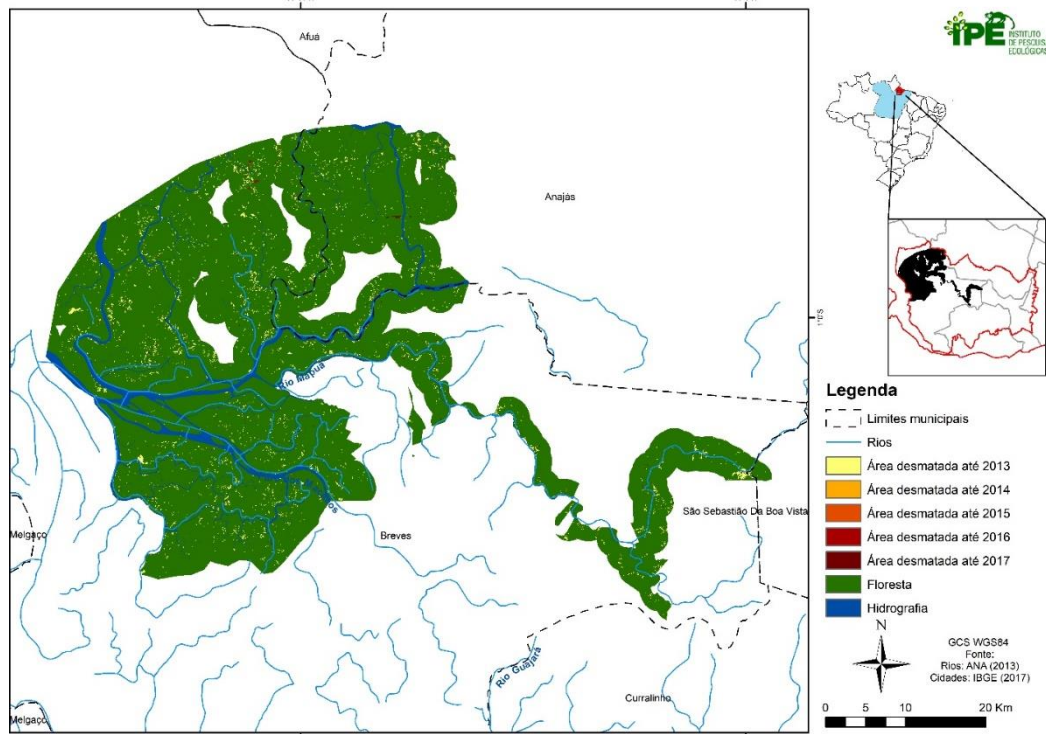 Afuá
Anajás
Rio Mapuá
Melgaço
Breves
São Sebastião Da Boa Vista
Melgaço
Rio Guajará
Curralinho
1°0'S
IPÊ INSTITUTO
DE PESQUISAS
ECOLÓGICAS
Legenda
Limites municipais
Rios
Área desmatada até 2013
Área desmatada até 2014
Área desmatada até 2015
Área desmatada até 2016
Área desmatada até 2017
Floresta
Hidrografia
N
GCS WGS84
Fonte:
Rios: ANA (2013)
Cidades: IBGE (2017)
0 5 10 20 Km